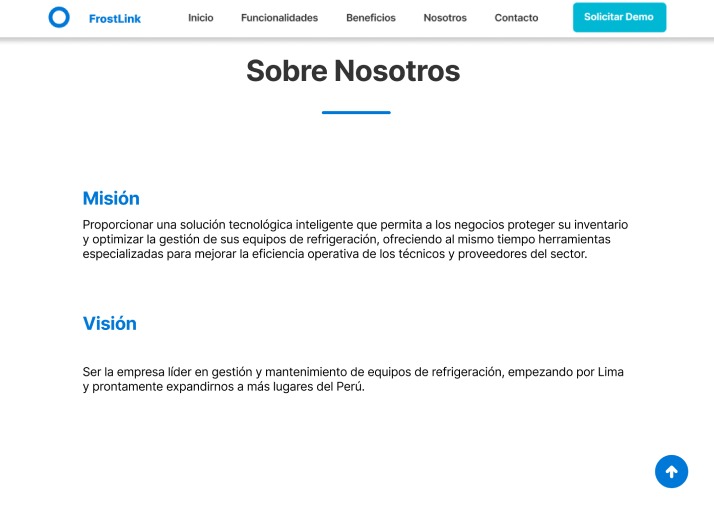 FrostLink Inicio Funcionalidades Beneficios Nosotros Contacto Solicitar Demo
Sobre Nosotros
Misión
Proporcionar una solución tecnológica inteligente que permita a los negocios proteger su inventario
y optimizar la gestión de sus equipos de refrigeración, ofreciendo al mismo tiempo herramientas
especializadas para mejorar la eficiencia operativa de los técnicos y proveedores del sector.
Visión
Ser la empresa líder en gestión y mantenimiento de equipos de refrigeración, empezando por Lima
y prontamente expandirnos a más lugares del Perú.